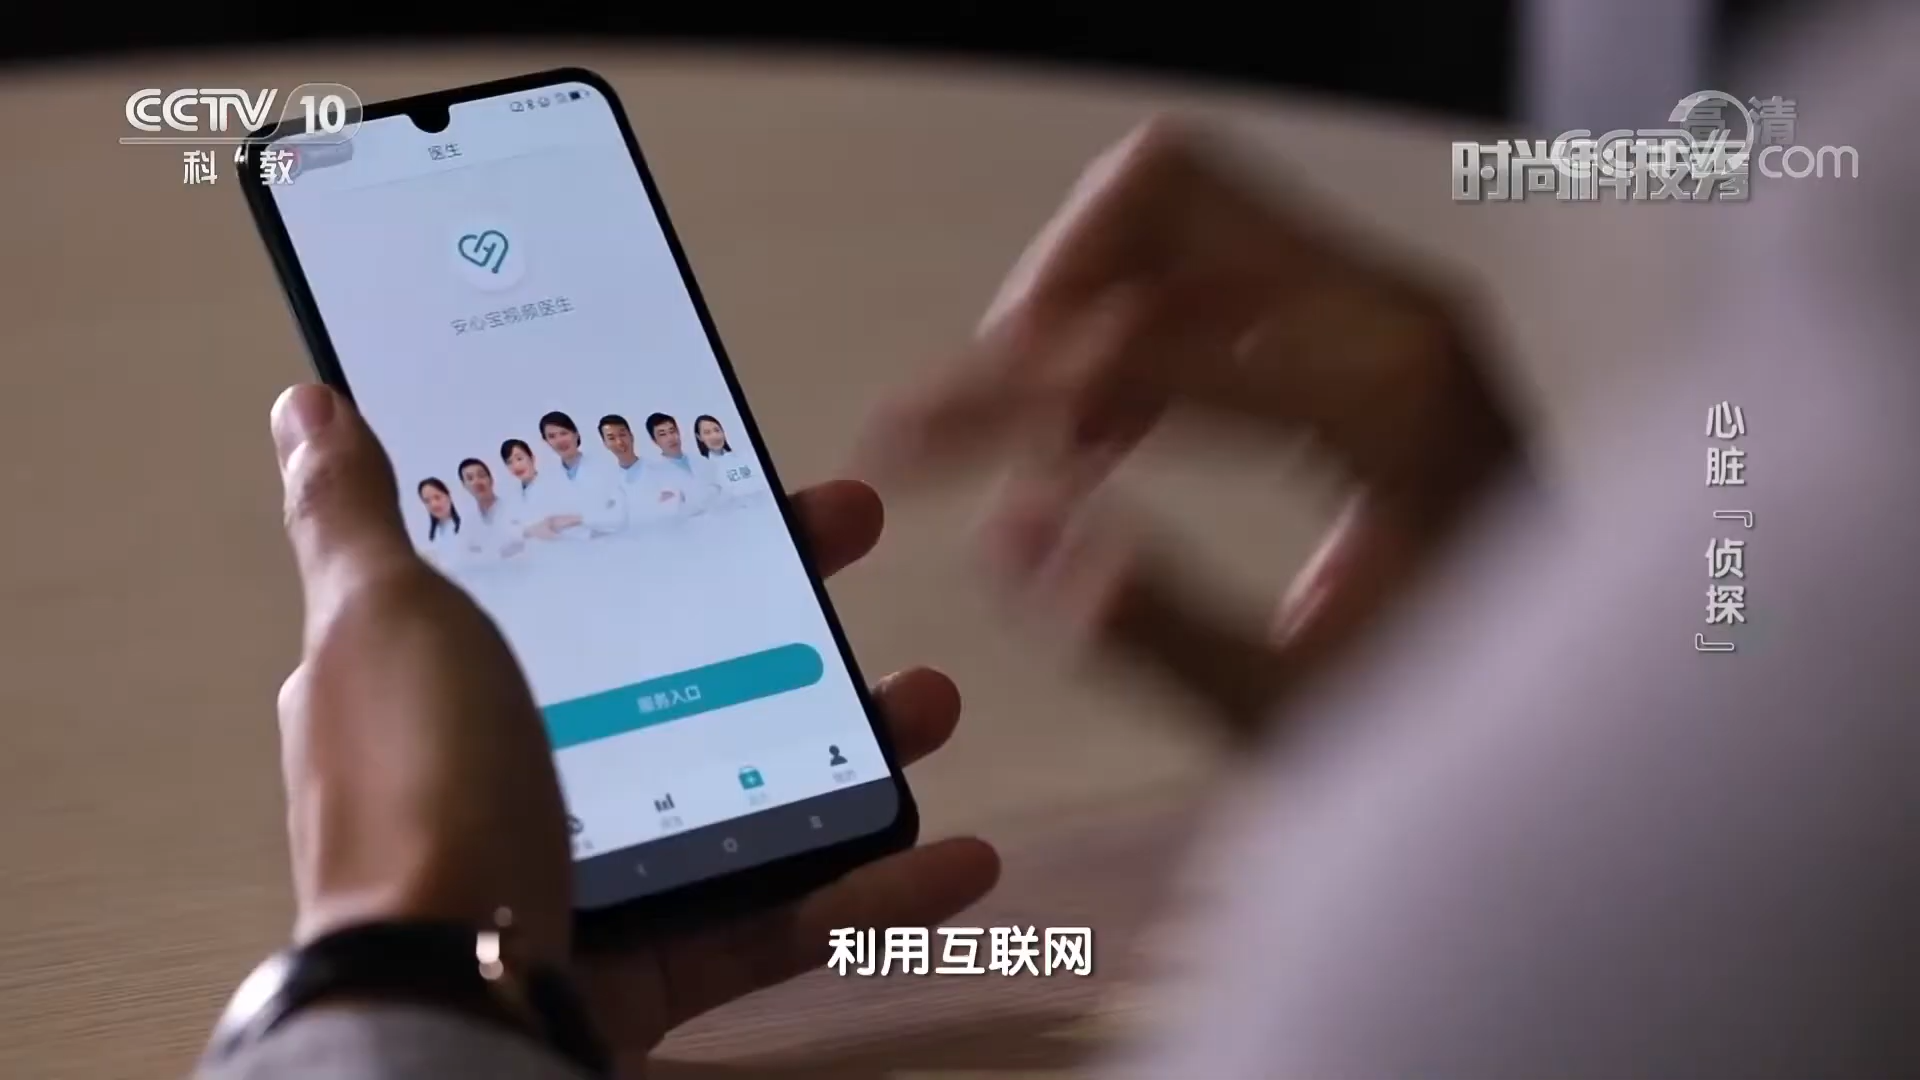 CCTV 10
科教
高清
时尚科技秀
CCTV.com
医生
安心宝视频医生
记录
服务入口
心脏『侦探』
利用互联网